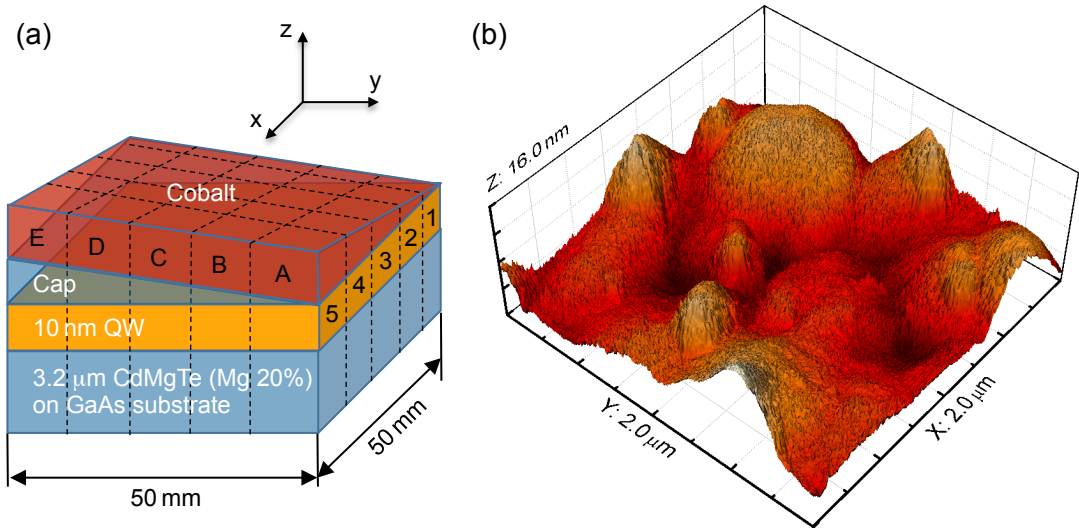 (a)
z
y
x
Cobalt
E
D
C
B
A
1
2
3
4
5
Cap
10 nm QW
3.2 μm CdMgTe (Mg 20%)
on GaAs substrate
50 mm
50 mm
(b)
Z: 16.0 nm
Y: 2.0 μm
X: 2.0 μm